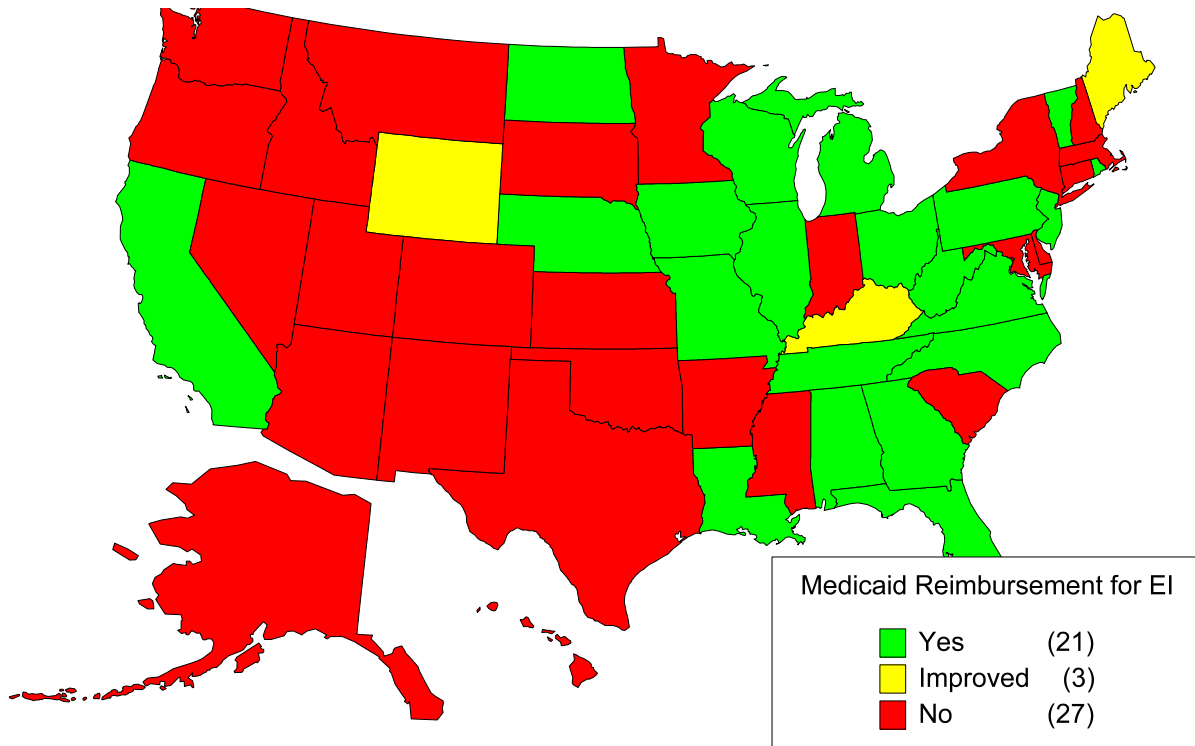 Medicaid Reimbursement for EI
Yes (21)
Improved (3)
No (27)